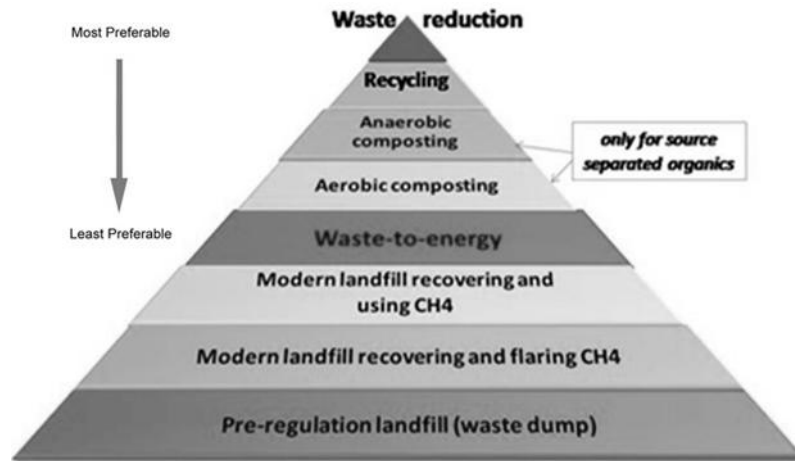 Waste reduction
Most Preferable
Recycling
Anaerobic
composting
only for source
separated organics
Aerobic composting
Least Preferable
Waste-to-energy
Modern landfill recovering and
using CH4
Modern landfill recovering and flaring CH4
Pre-regulation landfill (waste dump)